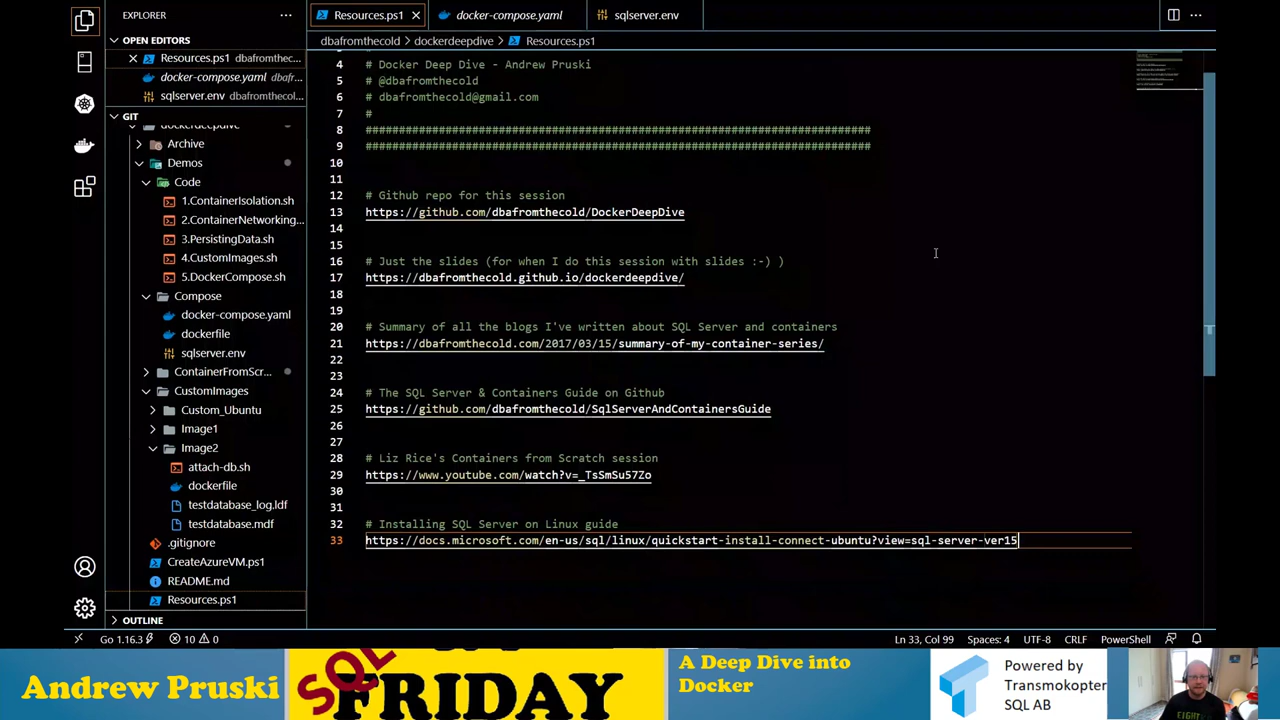 EXPLORER
Resources.ps1
docker-compose.yaml
sqlserver.env
OPEN EDITORS
dbafromthecold > dockerdeepdive > Resources.ps1
Resources.ps1 dbafromthec...
docker-compose.yaml dbafr...
sqlserver.env dbafromthecol...
GIT
dockerdeepdive
Archive
Demos
Code
1.ContainerIsolation.sh
2.ContainerNetworking...
3.PersistingData.sh
4.CustomImages.sh
5.DockerCompose.sh
Compose
docker-compose.yaml
dockerfile
sqlserver.env
ContainerFromScr...
CustomImages
Custom_Ubuntu
Image1
Image2
attach-db.sh
dockerfile
testdatabase_log.ldf
testdatabase.mdf
.gitignore
CreateAzureVM.ps1
README.md
Resources.ps1
OUTLINE
4 # Docker Deep Dive - Andrew Pruski
5 # @dbafromthecold
6 # dbafromthecold@gmail.com
7 #
8 ############################################################################
9 ############################################################################
10
11
12 # Github repo for this session
13 https://github.com/dbafromthecold/DockerDeepDive
14
15
16 # Just the slides (for when I do this session with slides :-) )
17 https://dbafromthecold.github.io/dockerdeepdive/
18
19
20 # Summary of all the blogs I've written about SQL Server and containers
21 https://dbafromthecold.com/2017/03/15/summary-of-my-container-series/
22
23
24 # The SQL Server & Containers Guide on Github
25 https://github.com/dbafromthecold/SqlServerAndContainersGuide
26
27
28 # Liz Rice's Containers from Scratch session
29 https://www.youtube.com/watch?v=_TsSmSu57Zo
30
31
32 # Installing SQL Server on Linux guide
33 https://docs.microsoft.com/en-us/sql/linux/quickstart-install-connect-ubuntu?view=sql-server-ver15
Go 1.16.3 10 0
Ln 33, Col 99 Spaces: 4 UTF-8 CRLF PowerShell
Andrew Pruski
SQL
FRIDAY
A Deep Dive into
Docker
Powered by
Transmokopter
SQL AB